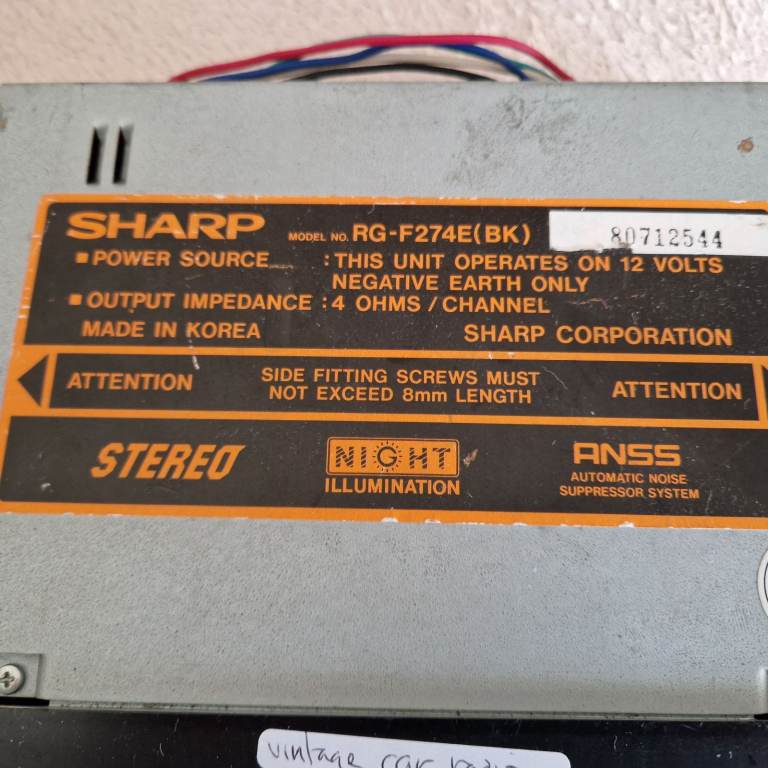 SHARP MODEL NO. RG-F274E(BK) 80712544
▪ POWER SOURCE : THIS UNIT OPERATES ON 12 VOLTS
NEGATIVE EARTH ONLY
▪ OUTPUT IMPEDANCE : 4 OHMS / CHANNEL
MADE IN KOREA SHARP CORPORATION
ATTENTION SIDE FITTING SCREWS MUST
NOT EXCEED 8mm LENGTH ATTENTION
STEREO NIGHT
ILLUMINATION
ANSS
AUTOMATIC NOISE
SUPPRESSOR SYSTEM
vintage car radio